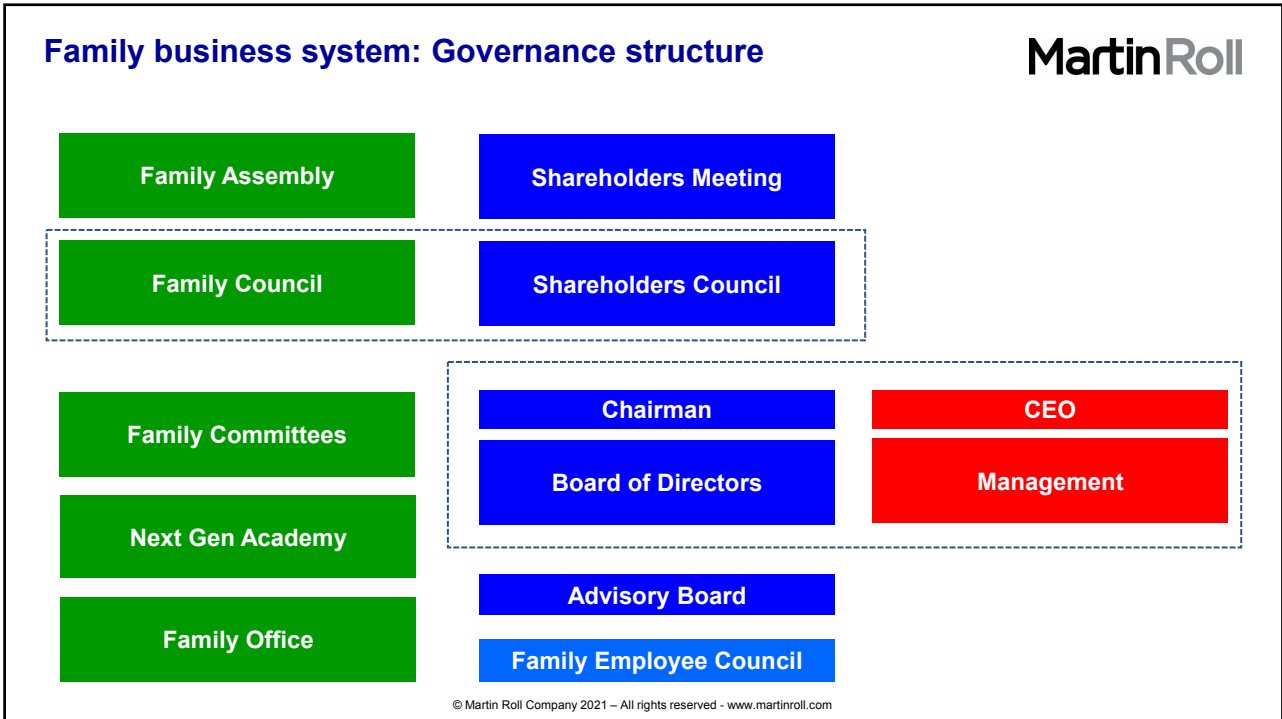 Family business system: Governance structure
MartinRoll
Family Assembly
Shareholders Meeting
Family Council
Shareholders Council
Family Committees
Chairman
CEO
Board of Directors
Management
Next Gen Academy
Advisory Board
Family Office
Family Employee Council
© Martin Roll Company 2021 – All rights reserved - www.martinroll.com